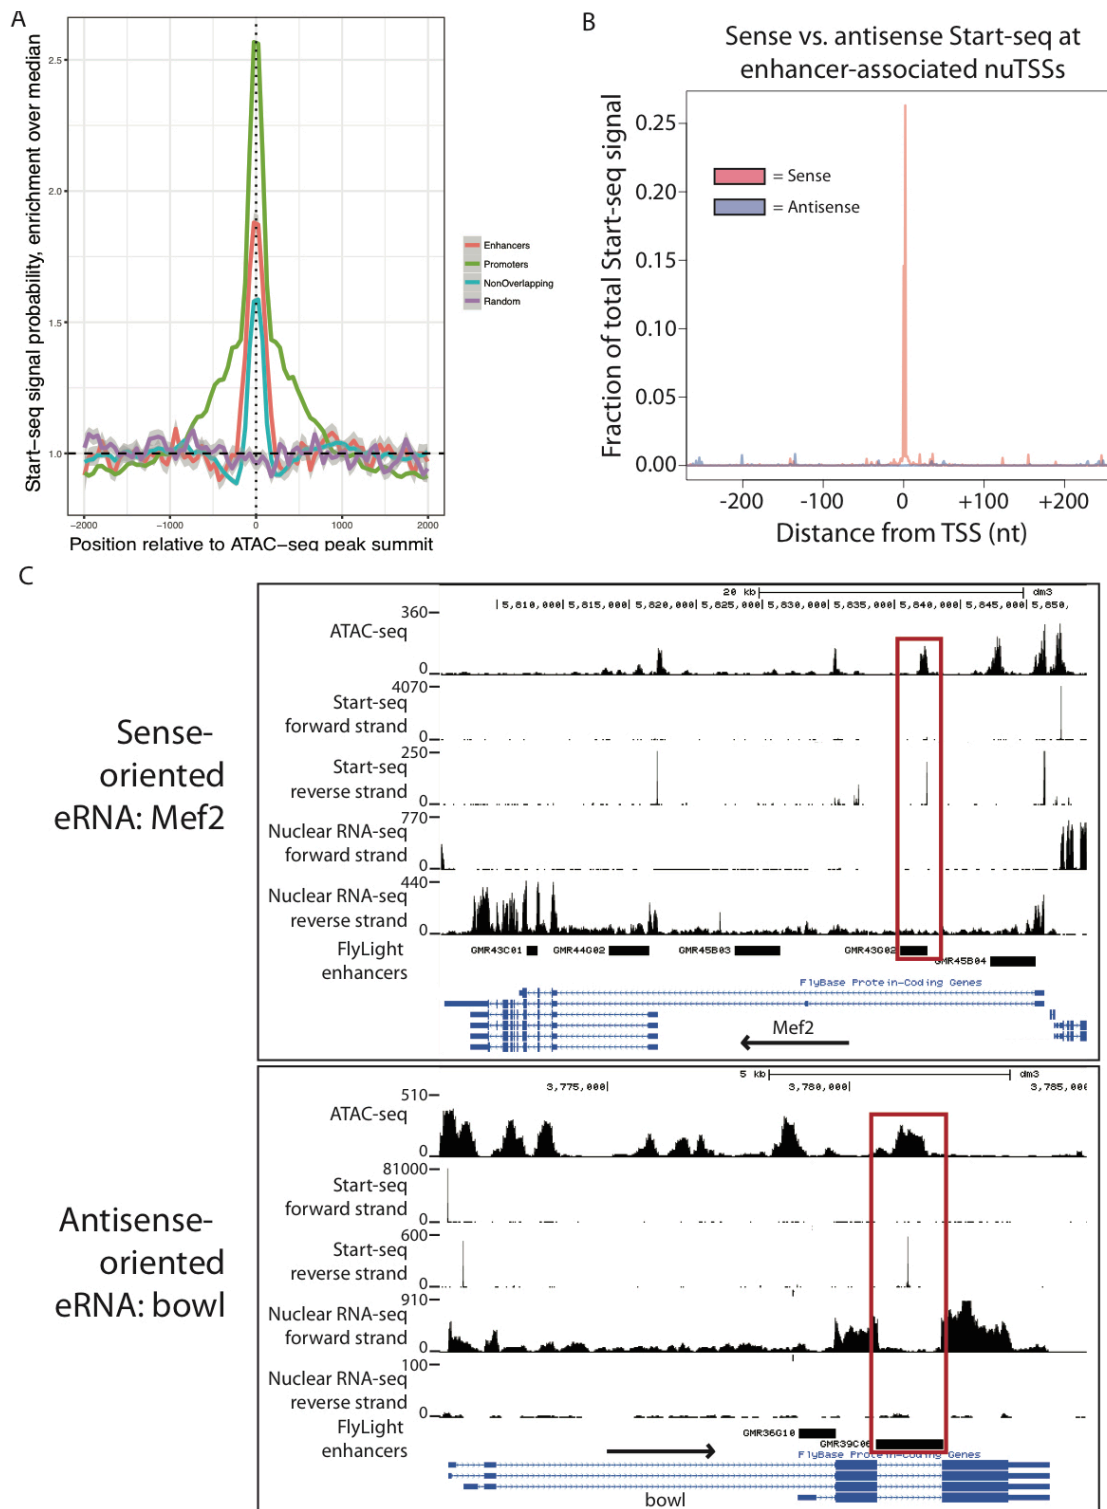 A
Start-seq signal probability, enrichment over median
2.5
2.0
1.5
1.0
Enhancers
Promoters
NonOverlapping
Random
-2000 -1000 0 1000 2000
Position relative to ATAC-seq peak summit
B
Sense vs. antisense Start-seq at
enhancer-associated nuTSSs
Fraction of total Start-seq signal
0.25
0.20
0.15
0.10
0.05
0.00
= Sense
= Antisense
-200 -100 0 +100 +200
Distance from TSS (nt)
C
Sense-
oriented
eRNA: Mef2
20 kb dm3
5,810,000 5,815,000 5,820,000 5,825,000 5,830,000 5,835,000 5,840,000 5,845,000 5,850,
360
ATAC-seq
0
4070
Start-seq
forward strand
0
250
Start-seq
reverse strand
0
770
Nuclear RNA-seq
forward strand
0
440
Nuclear RNA-seq
reverse strand
0
FlyLight
enhancers
GMR43C01 GMR44G02 GMR45B03 GMR43G02
GMR45B04
FlyBase Protein-Coding Genes
Mef2
Antisense-
oriented
eRNA: bowl
5 kb dm3
3,775,000 3,780,000 3,785,000
510
ATAC-seq
0
81000
Start-seq
forward strand
0
600
Start-seq
reverse strand
0
910
Nuclear RNA-seq
forward strand
0
100
Nuclear RNA-seq
reverse strand
0
FlyLight
enhancers
GMR36G10
GMR39C06
FlyBase Protein-Coding Genes
bowl